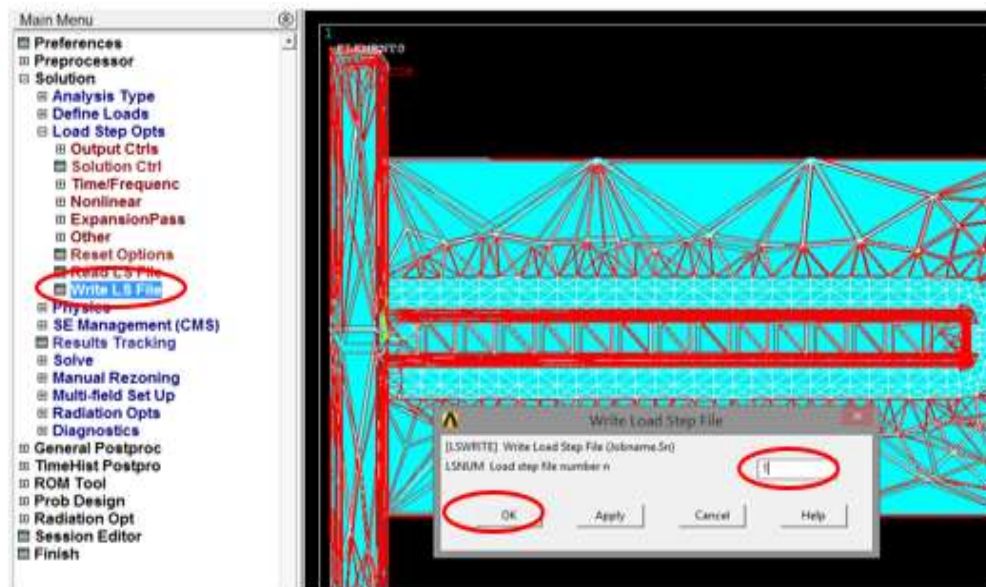 Main Menu
Preferences
Preprocessor
Solution
Analysis Type
Define Loads
Load Step Opts
Output Ctrls
Solution Ctrl
Time/Frequenc
Nonlinear
ExpansionPass
Other
Reset Options
Read LS File
Write LS File
Physics
SE Management (CMS)
Results Tracking
Solve
Manual Rezoning
Multi-field Set Up
Radiation Opts
Diagnostics
General Postproc
TimeHist Postpro
ROM Tool
Prob Design
Radiation Opt
Session Editor
Finish
1
ELEMENTS
Write Load Step File
[LSWRITE] Write Load Step File (Jobname.Sn)
LSNUM Load step file number n
1
OK
Apply
Cancel
Help